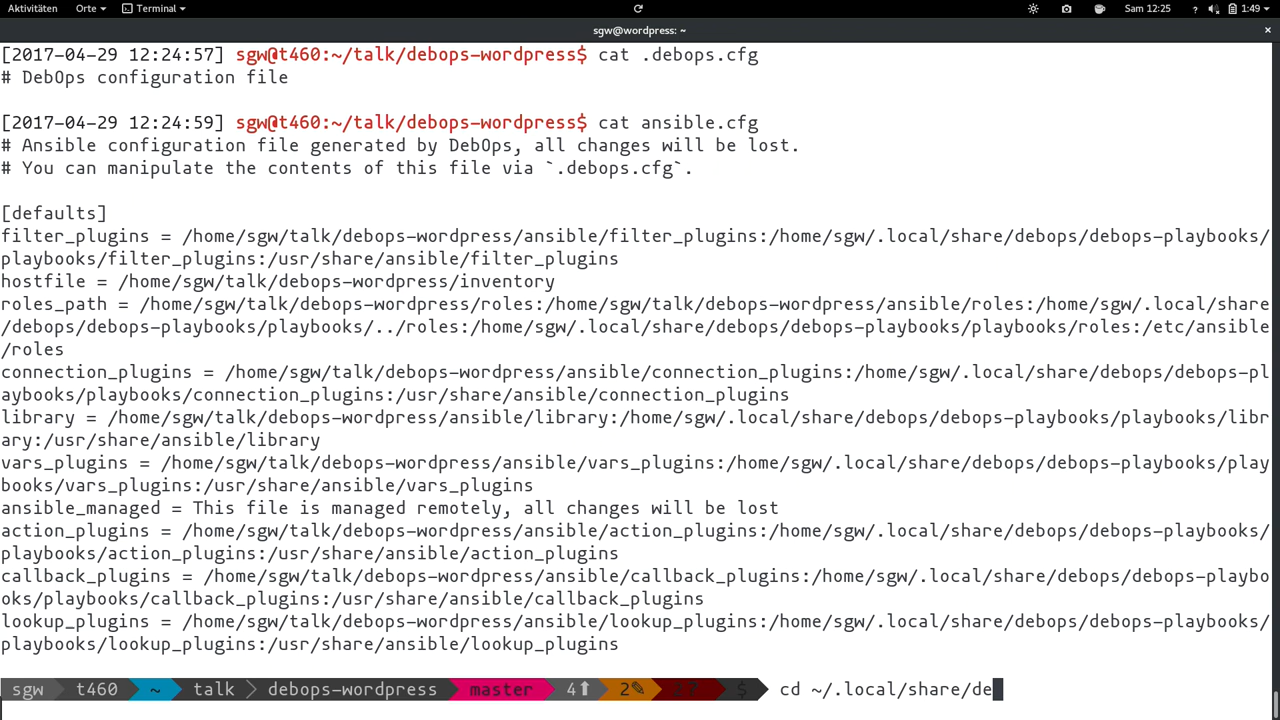 Aktivitäten Orte Terminal Sam 12:25 ? 1:49
sgw@wordpress: ~ ×
[2017-04-29 12:24:57] sgw@t460:~/talk/debops-wordpress$ cat .debops.cfg
# DebOps configuration file
[2017-04-29 12:24:59] sgw@t460:~/talk/debops-wordpress$ cat ansible.cfg
# Ansible configuration file generated by DebOps, all changes will be lost.
# You can manipulate the contents of this file via `.debops.cfg`.
[defaults]
filter_plugins = /home/sgw/talk/debops-wordpress/ansible/filter_plugins:/home/sgw/.local/share/debops/debops-playbooks/
playbooks/filter_plugins:/usr/share/ansible/filter_plugins
hostfile = /home/sgw/talk/debops-wordpress/inventory
roles_path = /home/sgw/talk/debops-wordpress/roles:/home/sgw/talk/debops-wordpress/ansible/roles:/home/sgw/.local/share
/debops/debops-playbooks/playbooks/../roles:/home/sgw/.local/share/debops/debops-playbooks/playbooks/roles:/etc/ansible
/roles
connection_plugins = /home/sgw/talk/debops-wordpress/ansible/connection_plugins:/home/sgw/.local/share/debops/debops-pl
aybooks/playbooks/connection_plugins:/usr/share/ansible/connection_plugins
library = /home/sgw/talk/debops-wordpress/ansible/library:/home/sgw/.local/share/debops/debops-playbooks/playbooks/libr
ary:/usr/share/ansible/library
vars_plugins = /home/sgw/talk/debops-wordpress/ansible/vars_plugins:/home/sgw/.local/share/debops/debops-playbooks/play
books/vars_plugins:/usr/share/ansible/vars_plugins
ansible_managed = This file is managed remotely, all changes will be lost
action_plugins = /home/sgw/talk/debops-wordpress/ansible/action_plugins:/home/sgw/.local/share/debops/debops-playbooks/
playbooks/action_plugins:/usr/share/ansible/action_plugins
callback_plugins = /home/sgw/talk/debops-wordpress/ansible/callback_plugins:/home/sgw/.local/share/debops/debops-playbo
oks/playbooks/callback_plugins:/usr/share/ansible/callback_plugins
lookup_plugins = /home/sgw/talk/debops-wordpress/ansible/lookup_plugins:/home/sgw/.local/share/debops/debops-playbooks/
playbooks/lookup_plugins:/usr/share/ansible/lookup_plugins
sgw t460 ~ talk debops-wordpress master 4⬆ 2✎ $ cd ~/.local/share/de